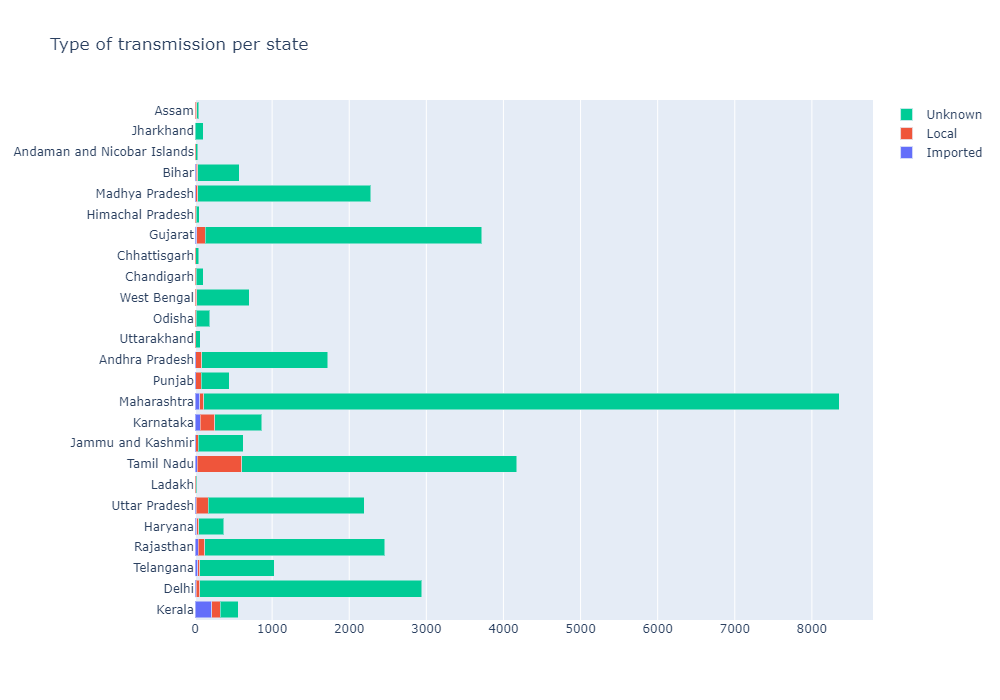 Type of transmission per state
Assam
Jharkhand
Andaman and Nicobar Islands
Bihar
Madhya Pradesh
Himachal Pradesh
Gujarat
Chhattisgarh
Chandigarh
West Bengal
Odisha
Uttarakhand
Andhra Pradesh
Punjab
Maharashtra
Karnataka
Jammu and Kashmir
Tamil Nadu
Ladakh
Uttar Pradesh
Haryana
Rajasthan
Telangana
Delhi
Kerala
0 1000 2000 3000 4000 5000 6000 7000 8000
Unknown
Local
Imported